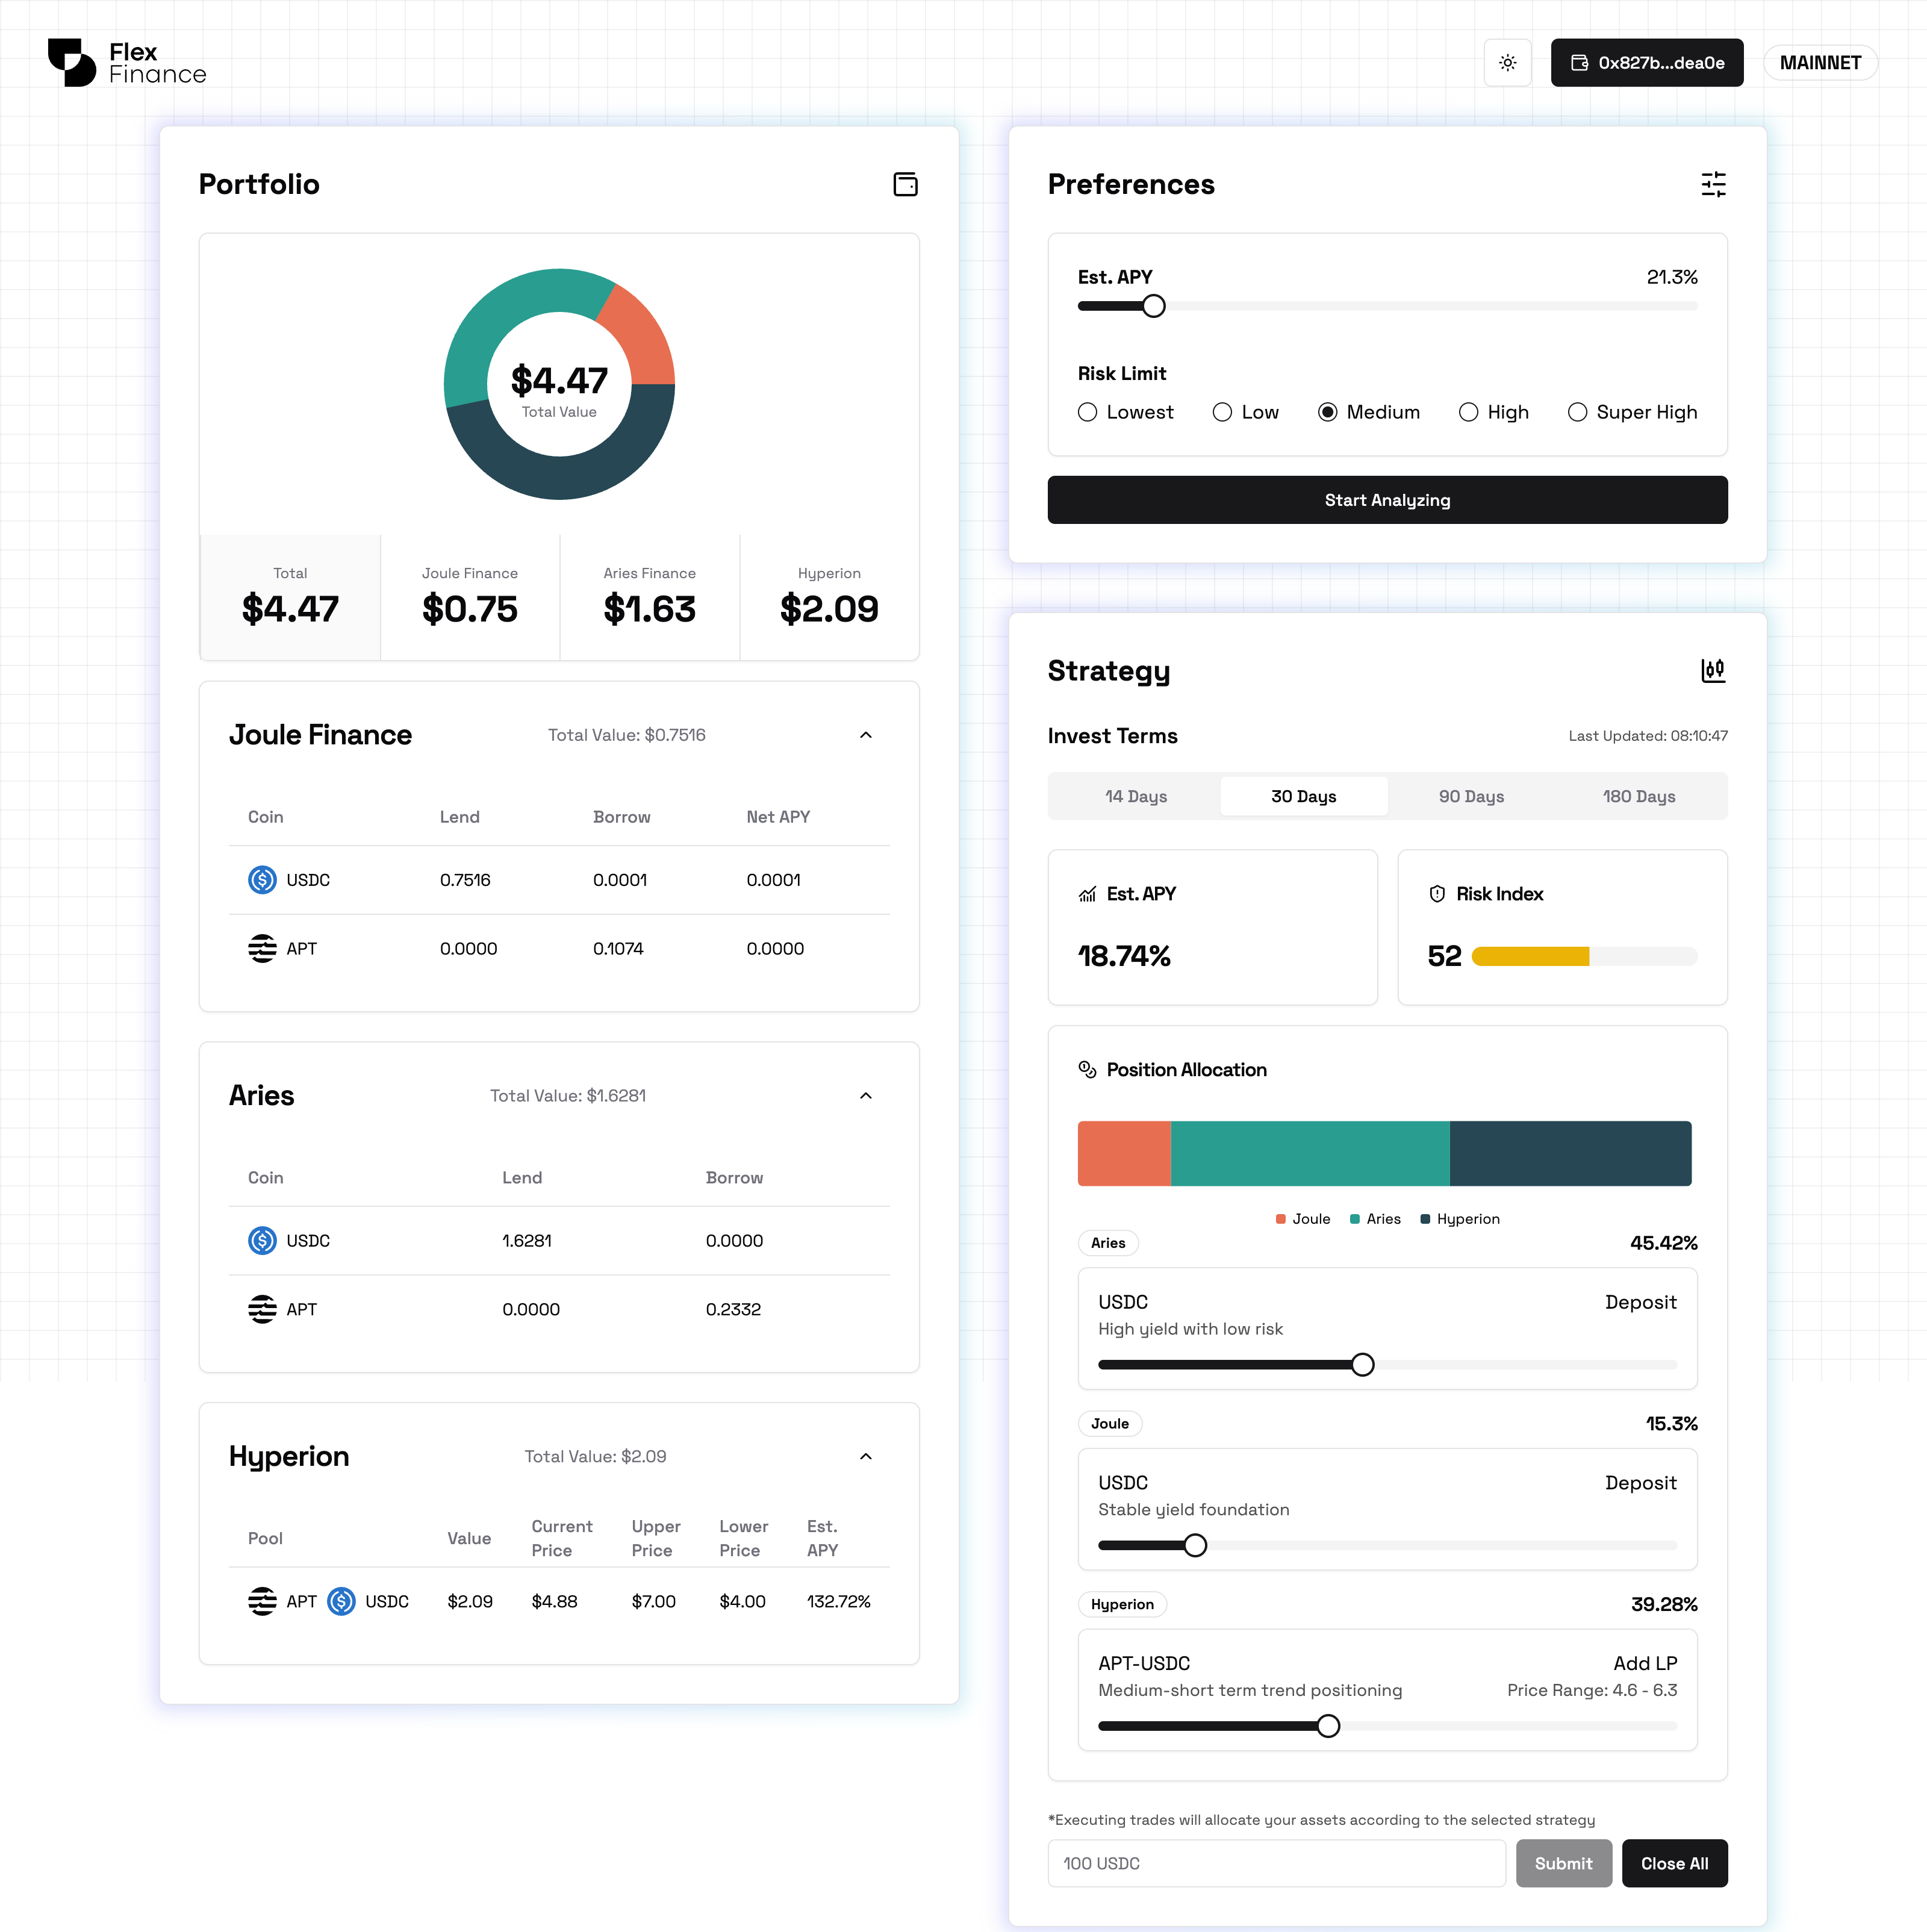 Flex
Finance
0x827b...dea0e
MAINNET
Portfolio
$4.47
Total Value
Total
$4.47
Joule Finance
$0.75
Aries Finance
$1.63
Hyperion
$2.09
Joule Finance
Total Value: $0.7516
Coin Lend Borrow Net APY
USDC 0.7516 0.0001 0.0001
APT 0.0000 0.1074 0.0000
Aries
Total Value: $1.6281
Coin Lend Borrow
USDC 1.6281 0.0000
APT 0.0000 0.2332
Hyperion
Total Value: $2.09
Pool Value Current Price Upper Price Lower Price Est. APY
APT USDC $2.09 $4.88 $7.00 $4.00 132.72%
Preferences
Est. APY 21.3%
Risk Limit
Lowest Low Medium High Super High
Start Analyzing
Strategy
Invest Terms
Last Updated: 08:10:47
14 Days 30 Days 90 Days 180 Days
Est. APY
18.74%
Risk Index
52
Position Allocation
Joule Aries Hyperion
Aries 45.42%
USDC Deposit
High yield with low risk
Joule 15.3%
USDC Deposit
Stable yield foundation
Hyperion 39.28%
APT-USDC Add LP
Medium-short term trend positioning Price Range: 4.6 - 6.3
*Executing trades will allocate your assets according to the selected strategy
100 USDC Submit Close All